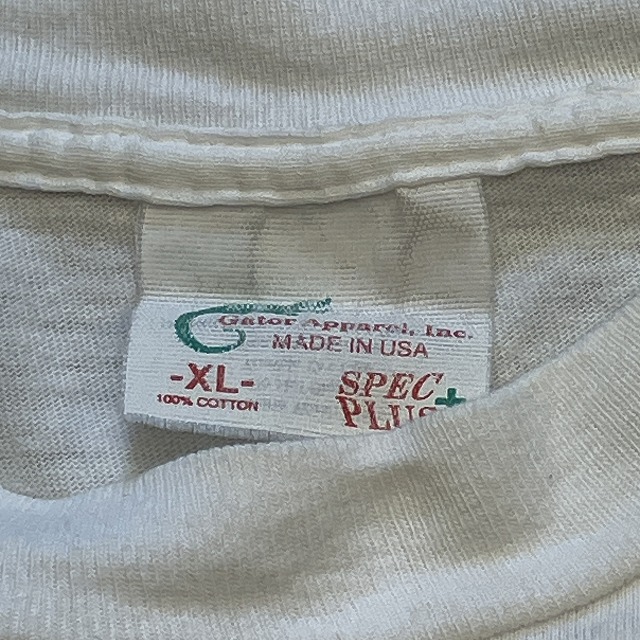 Gator Apparel, Inc.
MADE IN USA
-XL-
100% COTTON
SPEC
PLUS+